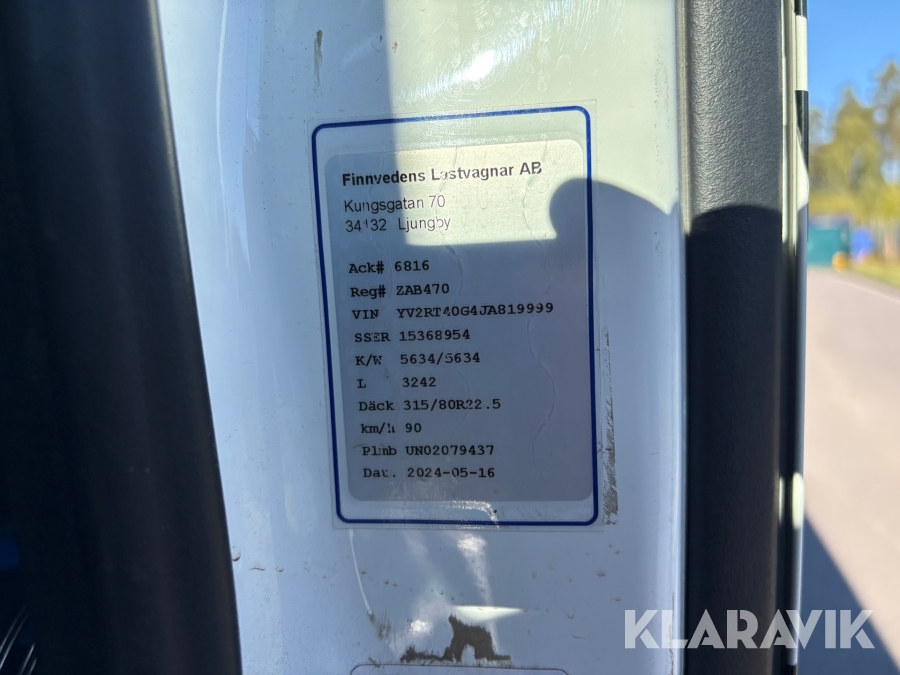 Finnvedens Lastvagnar AB
Kungsgatan 70
34132 Ljungby
Ack# 6816
Reg# ZAB470
VIN YV2RT40G4JA819999
SSER 15368954
K/W 5634/5634
L 3242
Däck 315/80R22.5
km/h 90
Plmb UN02079437
Dat. 2024-05-16
KLARAVIK